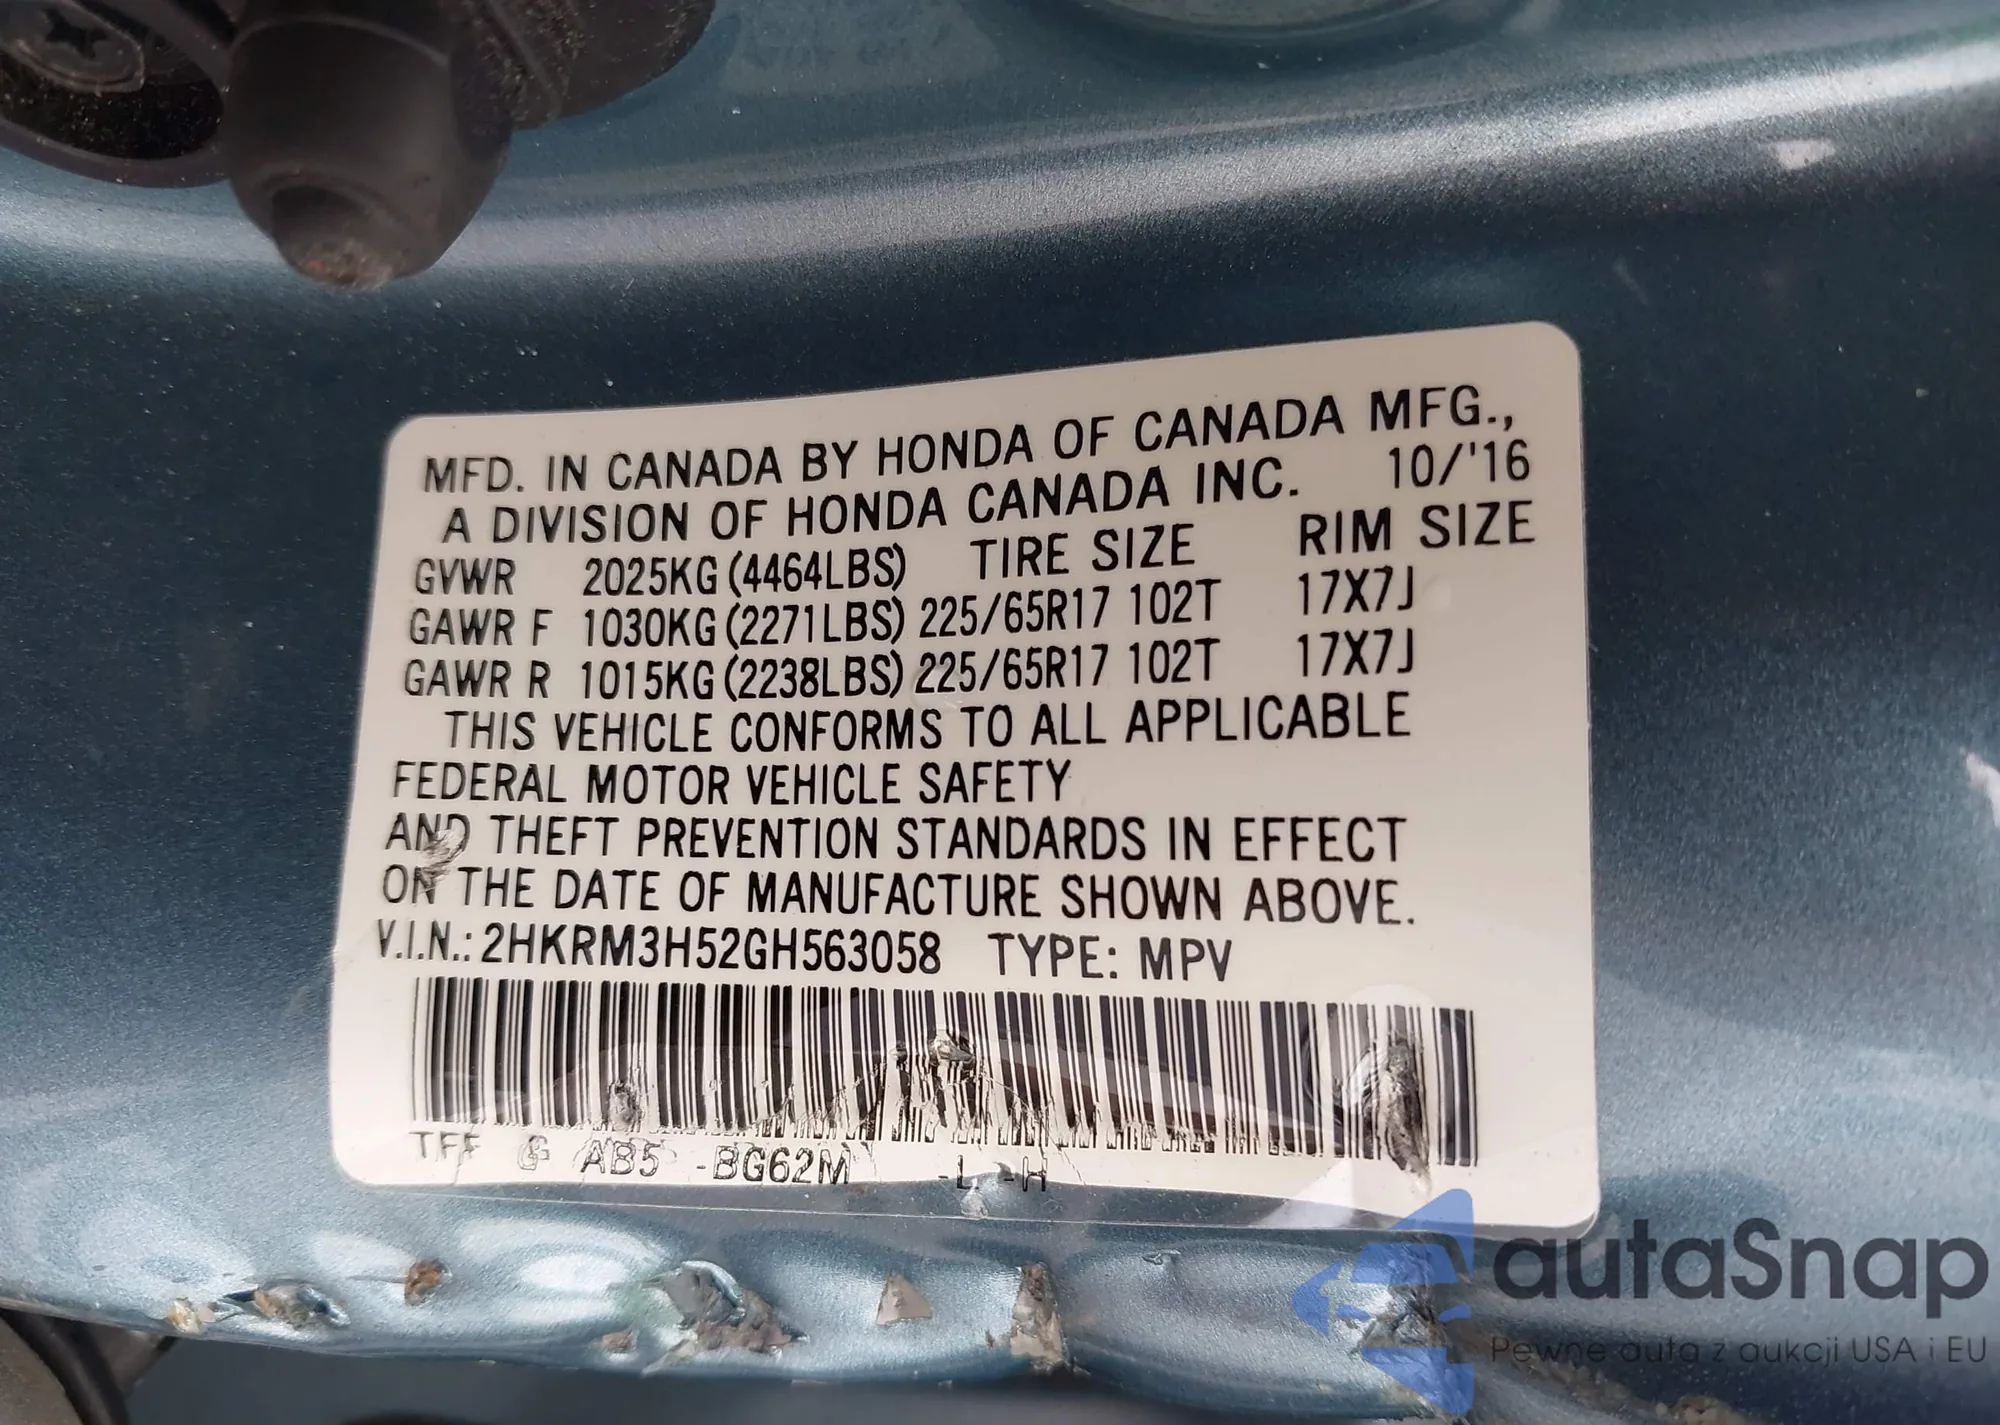 MFD. IN CANADA BY HONDA OF CANADA MFG.,
A DIVISION OF HONDA CANADA INC. 10/'16
GVWR 2025KG (4464LBS) TIRE SIZE RIM SIZE
GAWR F 1030KG (2271LBS) 225/65R17 102T 17X7J
GAWR R 1015KG (2238LBS) 225/65R17 102T 17X7J
THIS VEHICLE CONFORMS TO ALL APPLICABLE
FEDERAL MOTOR VEHICLE SAFETY
AND THEFT PREVENTION STANDARDS IN EFFECT
ON THE DATE OF MANUFACTURE SHOWN ABOVE.
V.I.N.: 2HKRM3H52GH563058 TYPE: MPV
AB5 -BG62M -L -H
autaSnap
Pewne auta z aukcji USA i EU